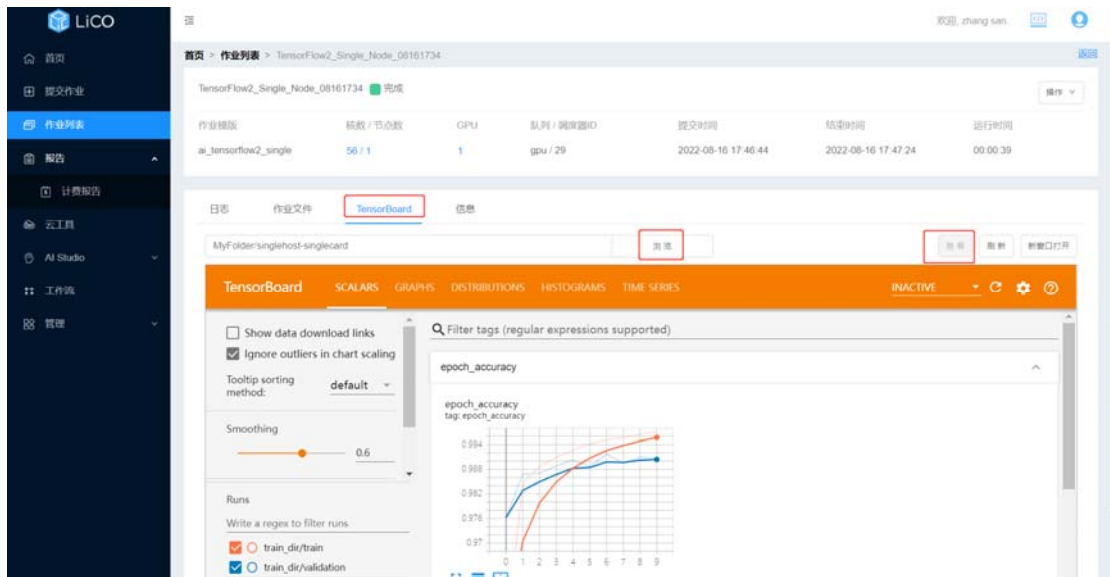 LiCO
欢迎, zhang san.
首页
提交作业
作业列表
报告
计费报告
云工具
AI Studio
工作流
管理
首页 > 作业列表 > TensorFlow2_Single_Node_08161734
返回
TensorFlow2_Single_Node_08161734 完成
操作
作业模版 核数 / 节点数 GPU 队列 / 调度器ID 提交时间 结束时间 运行时间
ai_tensorflow2_single 56 / 1 1 gpu / 29 2022-08-16 17:46:44 2022-08-16 17:47:24 00:00:39
日志 作业文件 TensorBoard 信息
MyFolder/singlehost-singlecard 浏览 刷新 新窗口打开
TensorBoard SCALARS GRAPHS DISTRIBUTIONS HISTOGRAMS TIME SERIES INACTIVE
Show data download links
Ignore outliers in chart scaling
Tooltip sorting
method:
default
Smoothing
0.6
Runs
Write a regex to filter runs
train_dir/train
train_dir/validation
Filter tags (regular expressions supported)
epoch_accuracy
epoch_accuracy
tag: epoch_accuracy
0.994
0.988
0.982
0.976
0.97
0 1 2 3 4 5 6 7 8 9